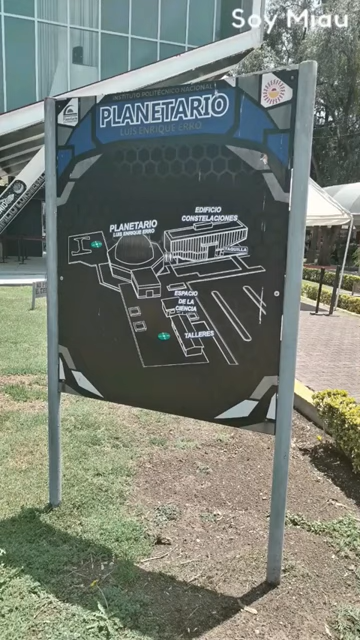 Soy Miau
INSTITUTO POLITÉCNICO NACIONAL
PLANETARIO
LUIS ENRIQUE ERRO
EDIFICIO
CONSTELACIONES
PLANETARIO
LUIS ENRIQUE ERRO
TAQUILLA
ESPACIO
DE LA
CIENCIA
TALLERES